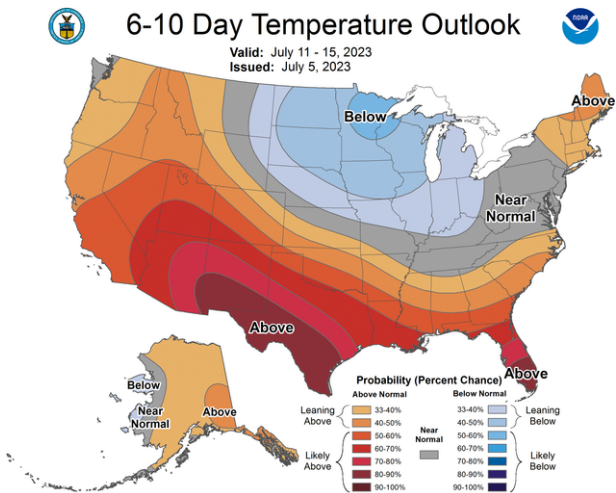 6-10 Day Temperature Outlook
Valid: July 11 - 15, 2023
Issued: July 5, 2023
NOAA
Below
Above
Near
Normal
Above
Above
Below
Near
Normal
Above
Probability (Percent Chance)
Above Normal
Below Normal
Leaning
Above
33-40%
40-50%
Likely
Above
50-60%
60-70%
70-80%
80-90%
90-100%
Near
Normal
33-40%
40-50%
Leaning
Below
50-60%
60-70%
70-80%
80-90%
90-100%
Likely
Below